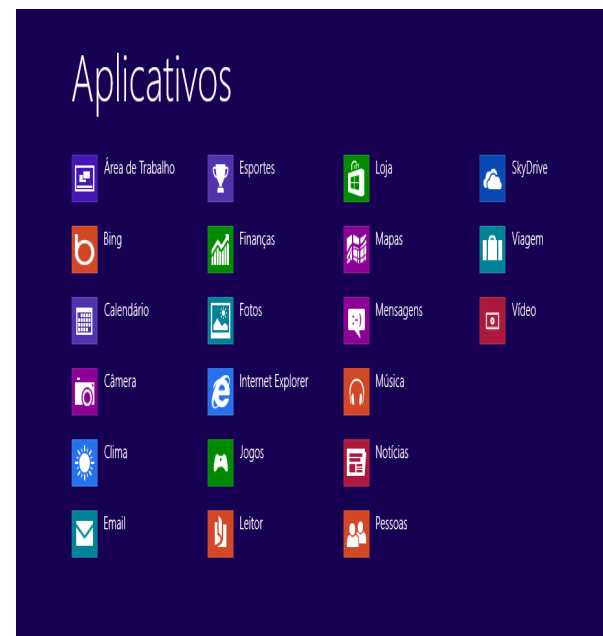 Aplicativos
Área de Trabalho
Bing
Calendário
Câmera
Clima
Email
Esportes
Finanças
Fotos
Internet Explorer
Jogos
Leitor
Loja
Mapas
Mensagens
Música
Notícias
Pessoas
SkyDrive
Viagem
Vídeo